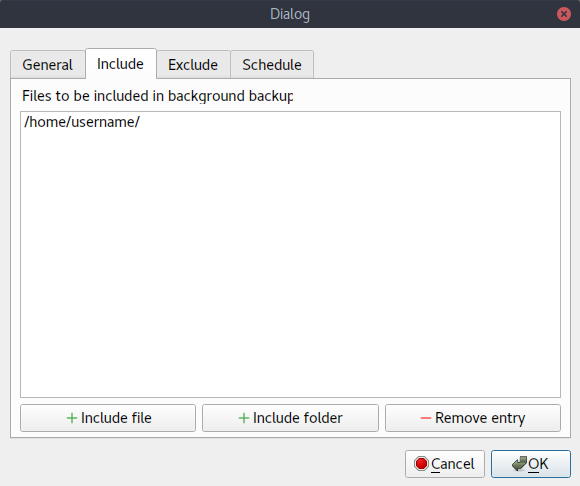 Dialog
General Include Exclude Schedule
Files to be included in background backup
/home/username/
Include file Include folder Remove entry
Cancel OK